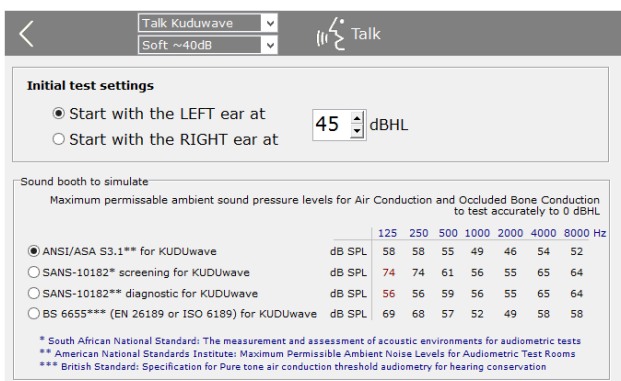 Talk Kuduwave
Soft ~40dB
Talk
Initial test settings
Start with the LEFT ear at
45 dBHL
Start with the RIGHT ear at
Sound booth to simulate
Maximum permissable ambient sound pressure levels for Air Conduction and Occluded Bone Conduction
to test accurately to 0 dBHL
125 250 500 1000 2000 4000 8000 Hz
ANSI/ASA S3.1** for KUDUwave dB SPL 58 58 55 49 46 54 52
SANS-10182* screening for KUDUwave dB SPL 74 74 61 56 55 65 64
SANS-10182** diagnostic for KUDUwave dB SPL 56 56 59 56 55 65 64
BS 6655*** (EN 26189 or ISO 6189) for KUDUwave dB SPL 69 68 57 52 49 58 58
* South African National Standard: The measurement and assessment of acoustic environments for audiometric tests
** American National Standards Institute: Maximum Permissible Ambient Noise Levels for Audiometric Test Rooms
*** British Standard: Specification for Pure tone air conduction threshold audiometry for hearing conservation